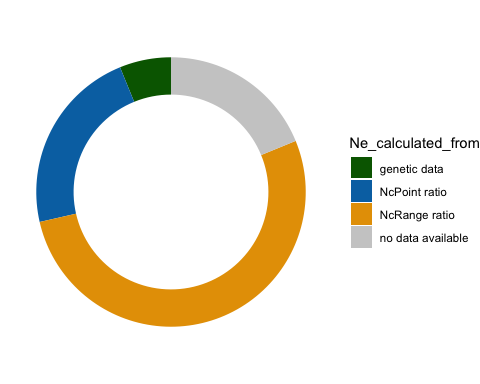 Ne_calculated_from
genetic data
NcPoint ratio
NcRange ratio
no data available